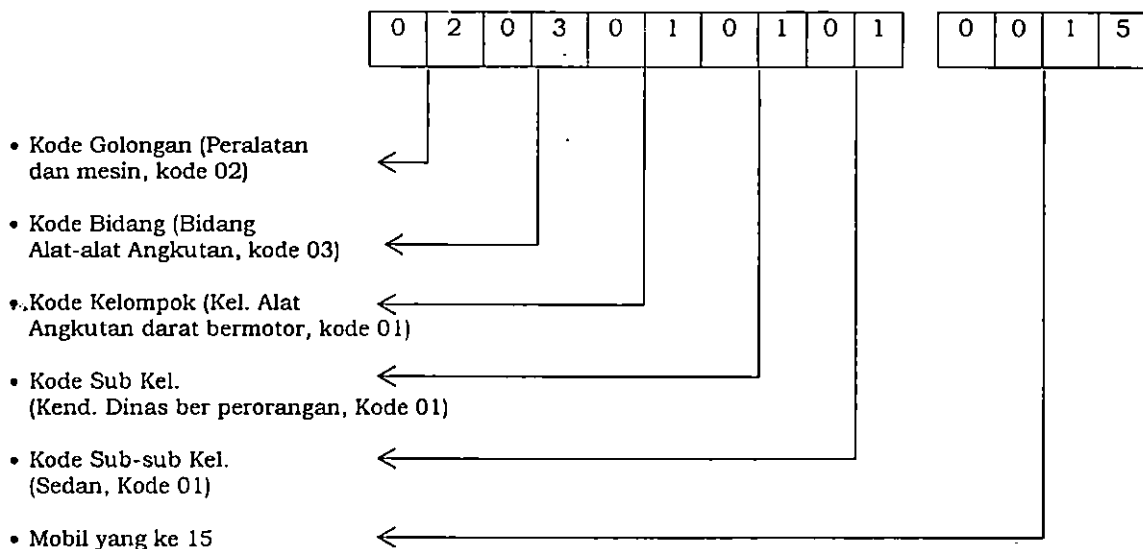 0 2 0 3 0 1 0 1 0 1 0 0 1 5
• Kode Golongan (Peralatan
dan mesin, kode 02)
• Kode Bidang (Bidang
Alat-alat Angkutan, kode 03)
• Kode Kelompok (Kel. Alat
Angkutan darat bermotor, kode 01)
• Kode Sub Kel.
(Kend. Dinas ber perorangan, Kode 01)
• Kode Sub-sub Kel.
(Sedan, Kode 01)
• Mobil yang ke 15